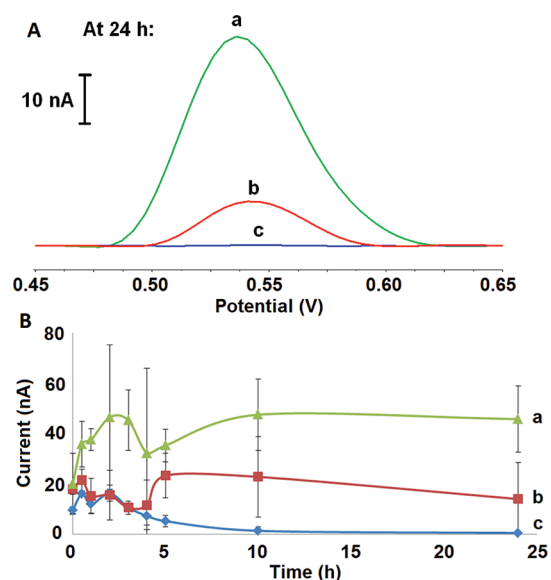 A At 24 h:
a
10 nA
b
c
0.45 0.50 0.55 0.60 0.65
Potential (V)
B
80
60
40
20
0
Current (nA)
a
b
c
0 5 10 15 20 25
Time (h)